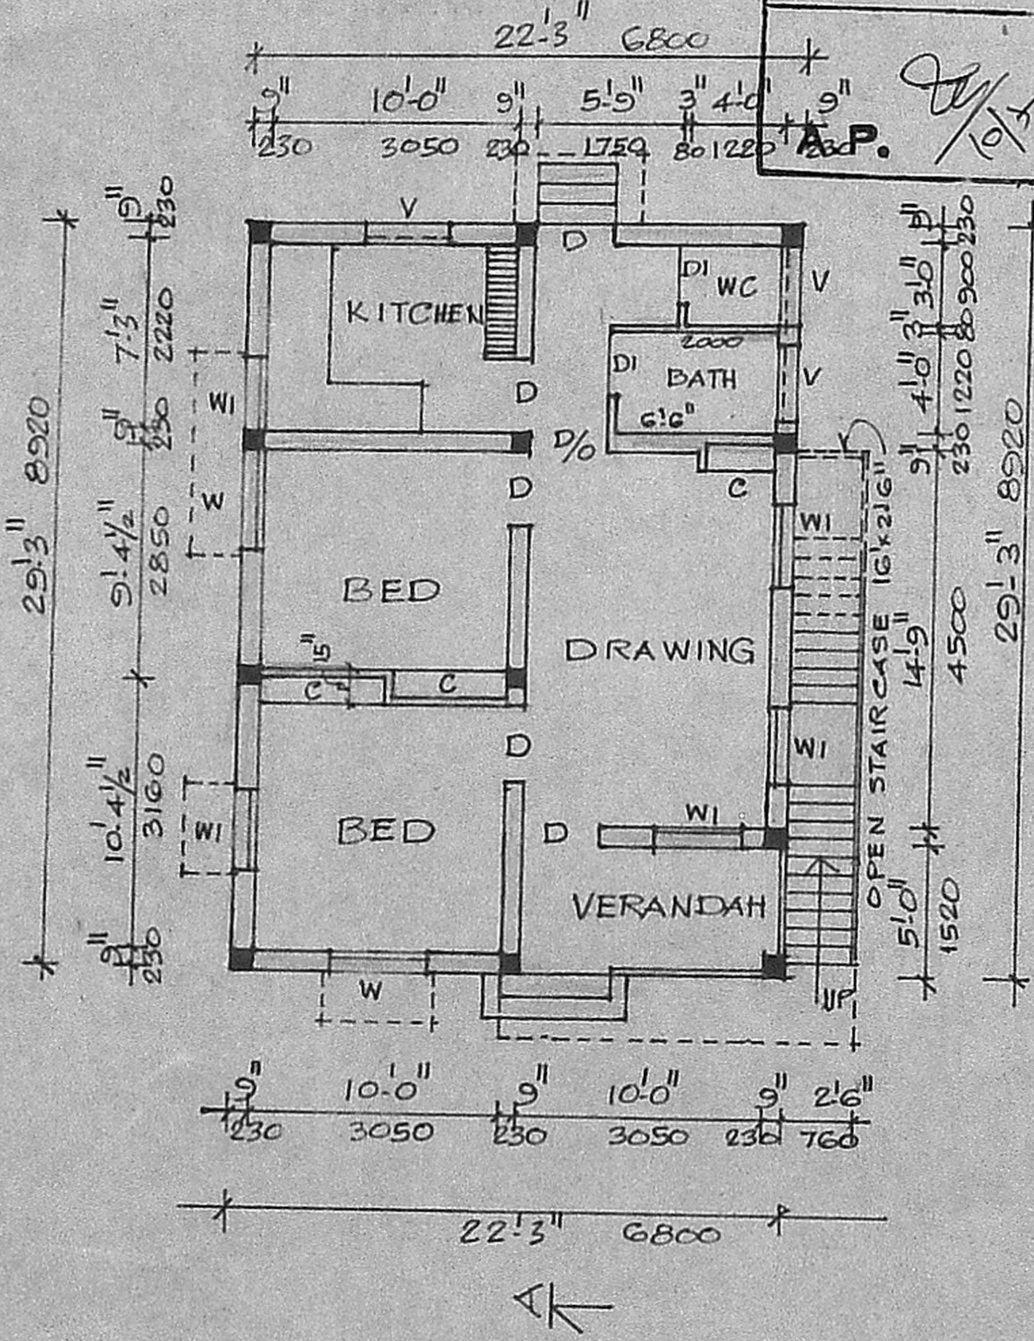 22'-3" 6800
9" 10'-0" 9" 5'-9" 3" 4'-0" 9"
230 3050 230 1750 80 1220 230
A.P.
V
D
D1 WC V
KITCHEN
2000
D1 BATH V
D
6'-6"
D/O
D
C
W1
W
W1
BED
DRAWING
15"
C C
D
W1
W1
BED
D
W1
VERANDAH
W
UP
OPEN STAIRCASE 16'x2'6"
9" 7'-3" 9" 9'-4½" 10'-4½" 9"
230 2220 230 2850 3160 230
29'-3" 8920
9" 3'-0" 3" 4'-0" 9" 14'-9" 5'-0"
230 900 80 1220 230 4500 1520
29'-3" 8920
9" 10'-0" 9" 10'-0" 9" 2'6"
230 3050 230 3050 230 760
22'-3" 6800
A